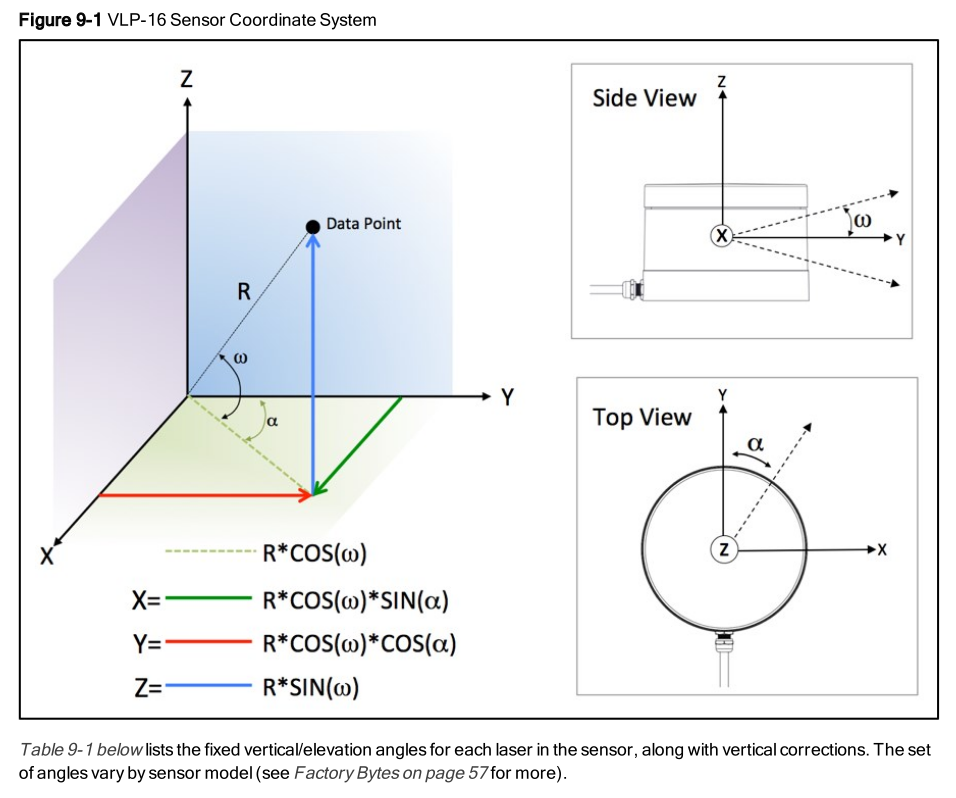 Figure 9-1 VLP-16 Sensor Coordinate System
Z
Data Point
R
ω
α
Y
X
R*COS(ω)
X= R*COS(ω)*SIN(α)
Y= R*COS(ω)*COS(α)
Z= R*SIN(ω)
Side View
Z
X
ω
Y
Top View
Y
α
Z
X
Table 9-1 below lists the fixed vertical/elevation angles for each laser in the sensor, along with vertical corrections. The set
of angles vary by sensor model (see Factory Bytes on page 57 for more).